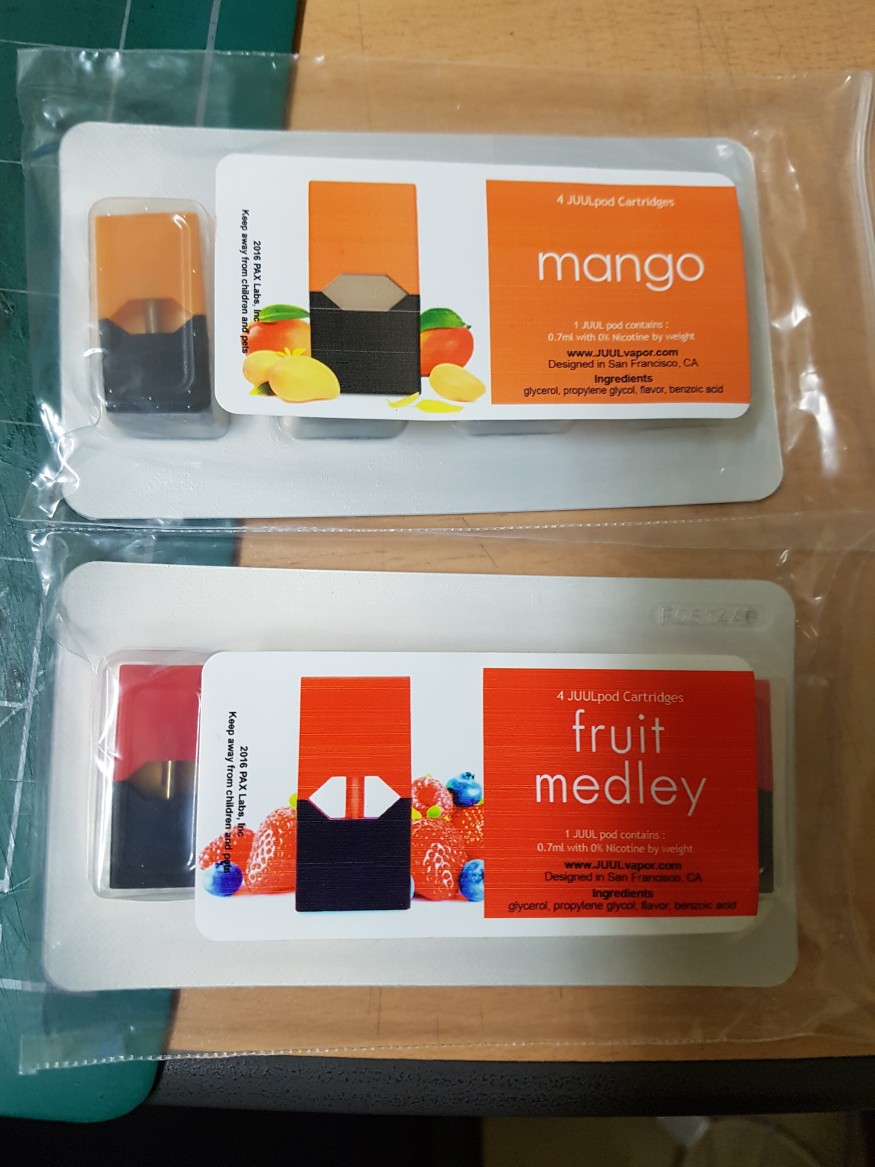 4 JUULpod Cartridges
mango
1 JUUL pod contains :
0.7ml with 0% Nicotine by weight
www.JUULvapor.com
Designed in San Francisco, CA
Ingredients
glycerol, propylene glycol, flavor, benzoic acid
2016 PAX Labs, Inc
Keep away from children and pets
4 JUULpod Cartridges
fruit
medley
1 JUUL pod contains :
0.7ml with 0% Nicotine by weight
www.JUULvapor.com
Designed in San Francisco, CA
Ingredients
glycerol, propylene glycol, flavor, benzoic acid
2016 PAX Labs, Inc
Keep away from children and pets